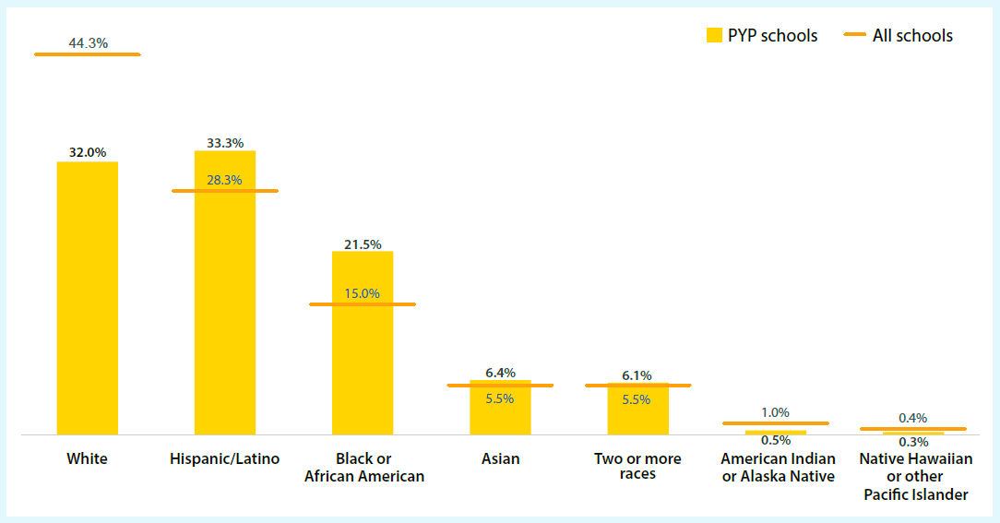 PYP schools
All schools
44.3%
32.0%
33.3%
28.3%
21.5%
15.0%
6.4%
5.5%
6.1%
5.5%
1.0%
0.5%
0.4%
0.3%
White
Hispanic/Latino
Black or
African American
Asian
Two or more
races
American Indian
or Alaska Native
Native Hawaiian
or other
Pacific Islander